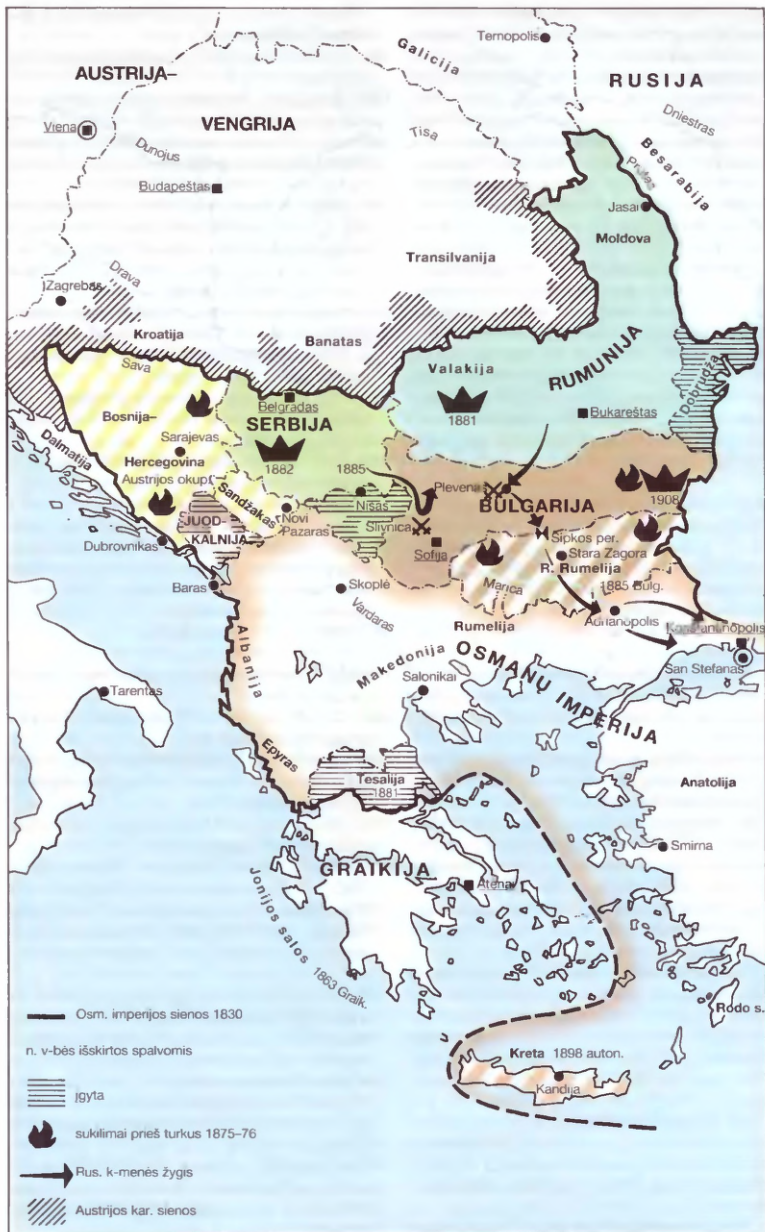 Ternopolis
Galicija
AUSTRIJA–
VENGRIJA
RUSIJA
Dniestras
Besarabija
Viena
Dunojus
Tisa
Prutas
Budapeštas
Jasai
Moldova
Transilvanija
Drava
Zagrebas
Kroatija
Banatas
Sava
Valakija
RUMUNIJA
Dobrudža
Bosnija–
Belgradas
1881
Bukareštas
SERBIJA
Sarajevas
Dalmatija
Hercegovina
1882
1885
Plevenas
Austrijos okup.
Sandžakas
Nišas
BULGARIJA
1908
JUOD-
KALNIJA
Novi
Pazaras
Slivnica
Šipkos per.
Dubrovnikas
Sofija
Stara Zagora
R. Rumelija
Baras
Skoplė
Marica
1885 Bulg.
Vardaras
Rumelija
Adrianopolis
Konstantinopolis
Albanija
Makedonija
OSMANŲ IMPERIJA
San Stefanas
Tarentas
Salonikai
Epyras
Tesalija
1881
Anatolija
GRAIKIJA
Smirna
Atėnai
Jonijos salos 1863 Graik.
Rodo s.
Kreta 1898 auton.
Kandija
Osm. imperijos sienos 1830
n. v-bės išskirtos spalvomis
įgyta
sukilimai prieš turkus 1875–76
Rus. k-menės žygis
Austrijos kar. sienos